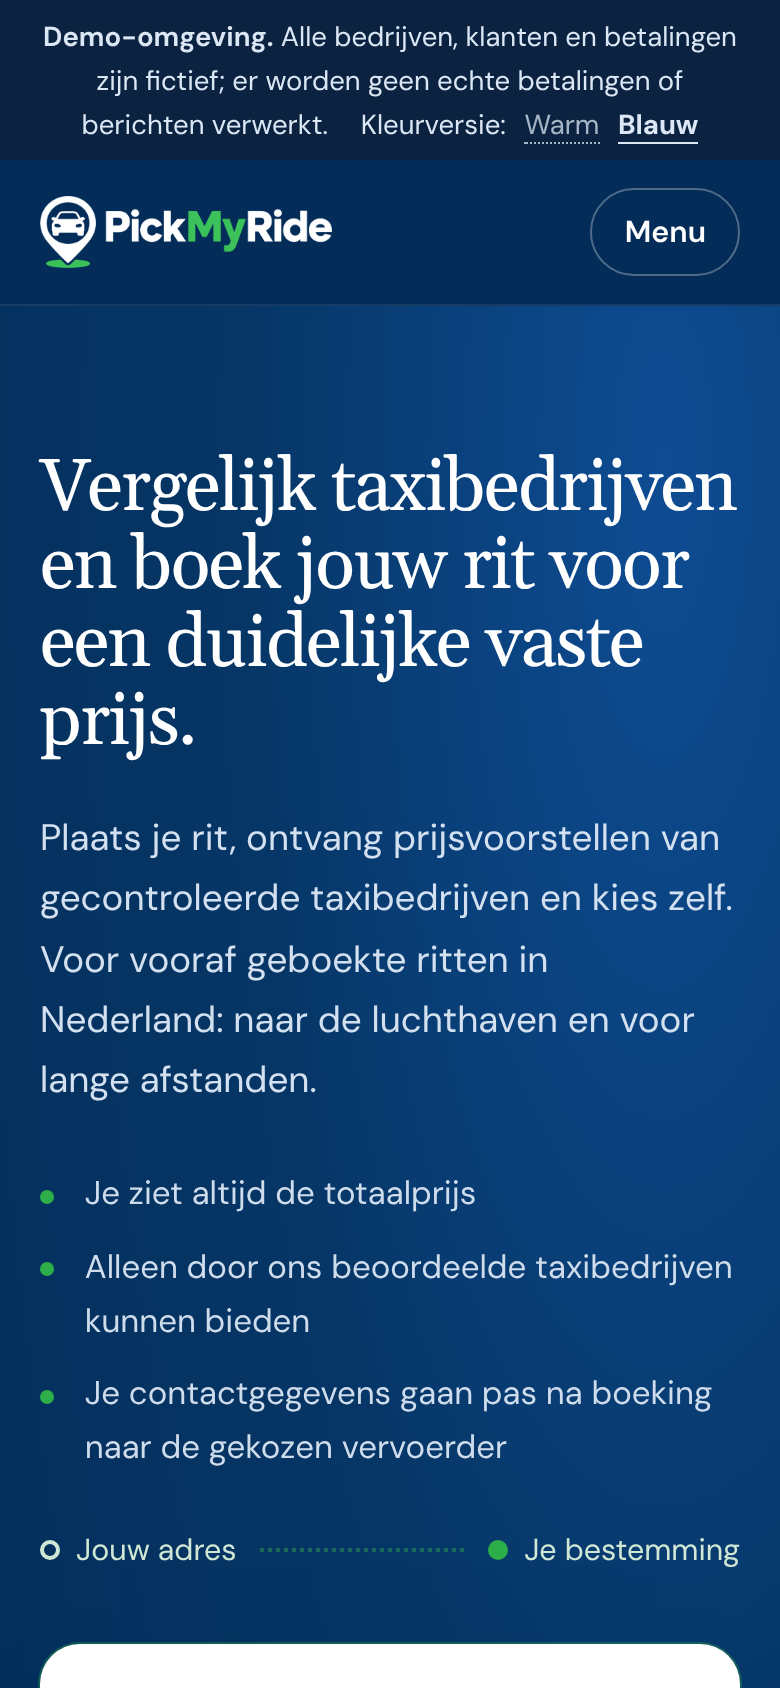 Demo-omgeving. Alle bedrijven, klanten en betalingen
zijn fictief; er worden geen echte betalingen of
berichten verwerkt. Kleurversie: Warm Blauw
PickMyRide
Menu
Vergelijk taxibedrijven
en boek jouw rit voor
een duidelijke vaste
prijs.
Plaats je rit, ontvang prijsvoorstellen van
gecontroleerde taxibedrijven en kies zelf.
Voor vooraf geboekte ritten in
Nederland: naar de luchthaven en voor
lange afstanden.
Je ziet altijd de totaalprijs
Alleen door ons beoordeelde taxibedrijven
kunnen bieden
Je contactgegevens gaan pas na boeking
naar de gekozen vervoerder
Jouw adres
Je bestemming